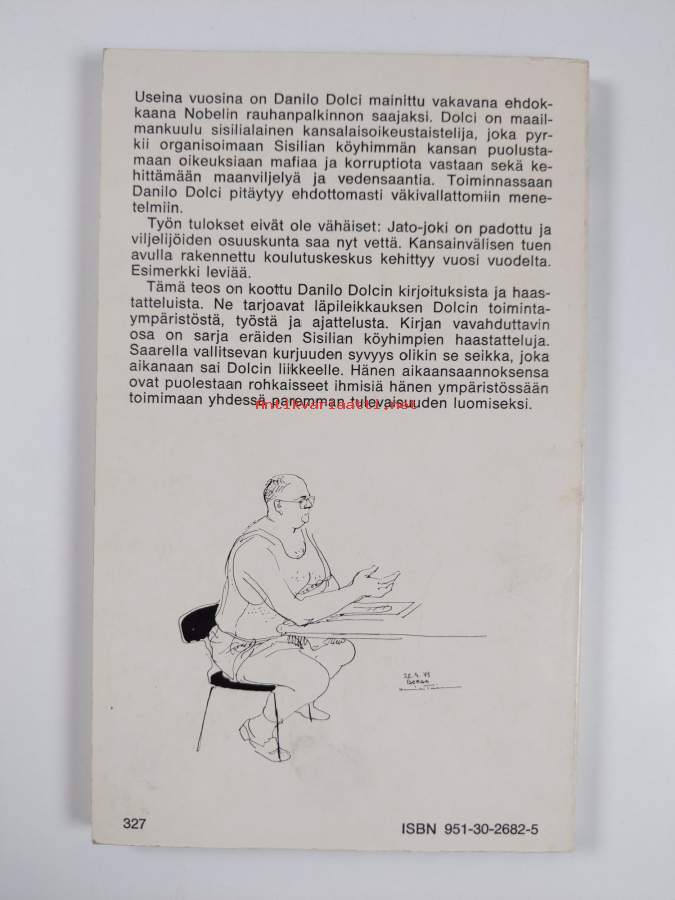 Useina vuosina on Danilo Dolci mainittu vakavana ehdok-
kaana Nobelin rauhanpalkinnon saajaksi. Dolci on maail-
mankuulu sisilialainen kansalaisoikeustaistelija, joka pyr-
kii organisoimaan Sisilian köyhimmän kansan puolusta-
maan oikeuksiaan mafiaa ja korruptiota vastaan sekä ke-
hittämään maanviljelyä ja vedensaantia. Toiminnassaan
Danilo Dolci pitäytyy ehdottomasti väkivallattomiin mene-
telmiin.
Työn tulokset eivät ole vähäiset: Jato-joki on padottu ja
viljelijöiden osuuskunta saa nyt vettä. Kansainvälisen tuen
avulla rakennettu koulutuskeskus kehittyy vuosi vuodelta.
Esimerkki leviää.
Tämä teos on koottu Danilo Dolcin kirjoituksista ja haas-
tatteluista. Ne tarjoavat läpileikkauksen Dolcin toiminta-
ympäristöstä, työstä ja ajattelusta. Kirjan vavahduttavin
osa on sarja eräiden Sisilian köyhimpien haastatteluja.
Saarella vallitsevan kurjuuden syvyys olikin se seikka, joka
aikanaan sai Dolcin liikkeelle. Hänen aikaansaannoksensa
ovat puolestaan rohkaisseet ihmisiä hänen ympäristössään
toimimaan yhdessä paremman tulevaisuuden luomiseksi.
Antikvariaatti.net
327
ISBN 951-30-2682-5